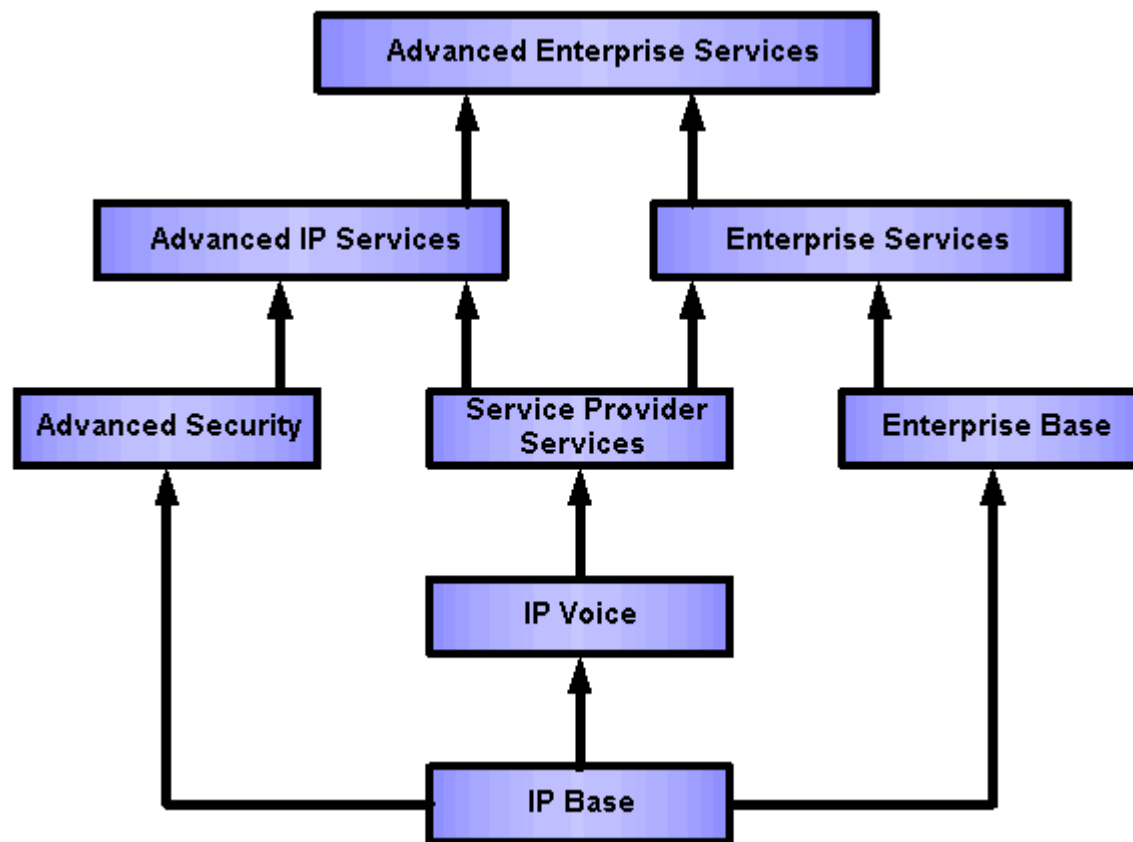 Advanced Enterprise Services
Advanced IP Services
Enterprise Services
Advanced Security
Service Provider
Services
Enterprise Base
IP Voice
IP Base